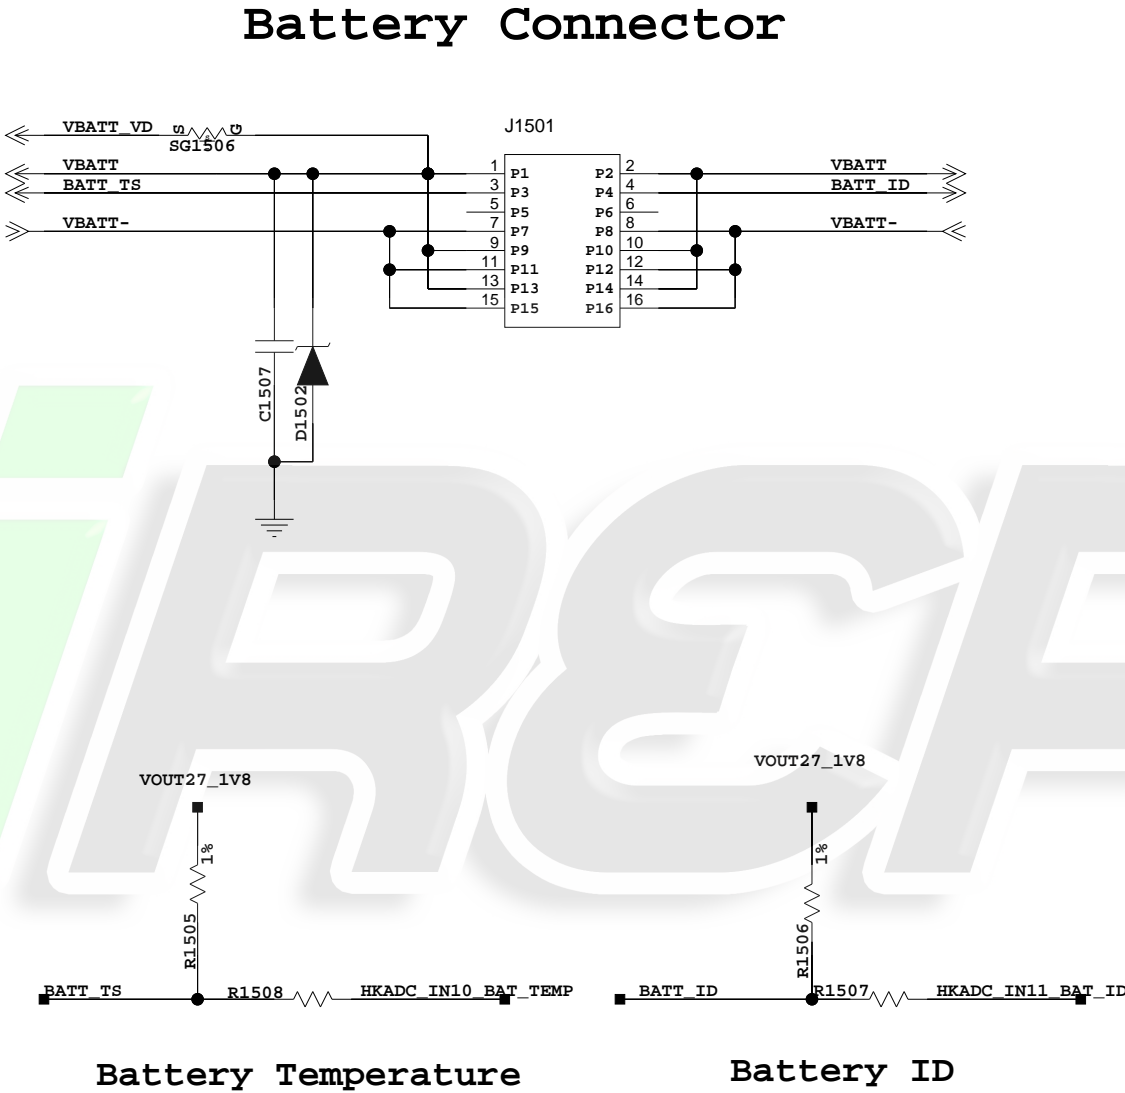 Battery Connector
VBATT_VD S G
SG1506
J1501
VBATT 1 P1 P2 2 VBATT
BATT_TS 3 P3 P4 4 BATT_ID
5 P5 P6 6
VBATT- 7 P7 P8 8 VBATT-
9 P9 P10 10
11 P11 P12 12
13 P13 P14 14
15 P15 P16 16
C1507
D1502
iREP
VOUT27_1V8
VOUT27_1V8
1%
1%
R1505
R1506
BATT_TS R1508 HKADC_IN10_BAT_TEMP
BATT_ID R1507 HKADC_IN11_BAT_ID
Battery Temperature
Battery ID